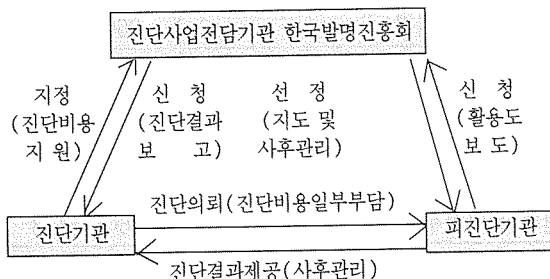 진단사업전담기관 한국발명진흥회
지정 신 청 선 정 신 청
(진단비용 (진단결과 (지도 및 (활용도
지 원) 보 고) 사후관리) 보 도)
진단의뢰(진단비용일부부담)
진단기관 피진단기관
진단결과제공(사후관리)